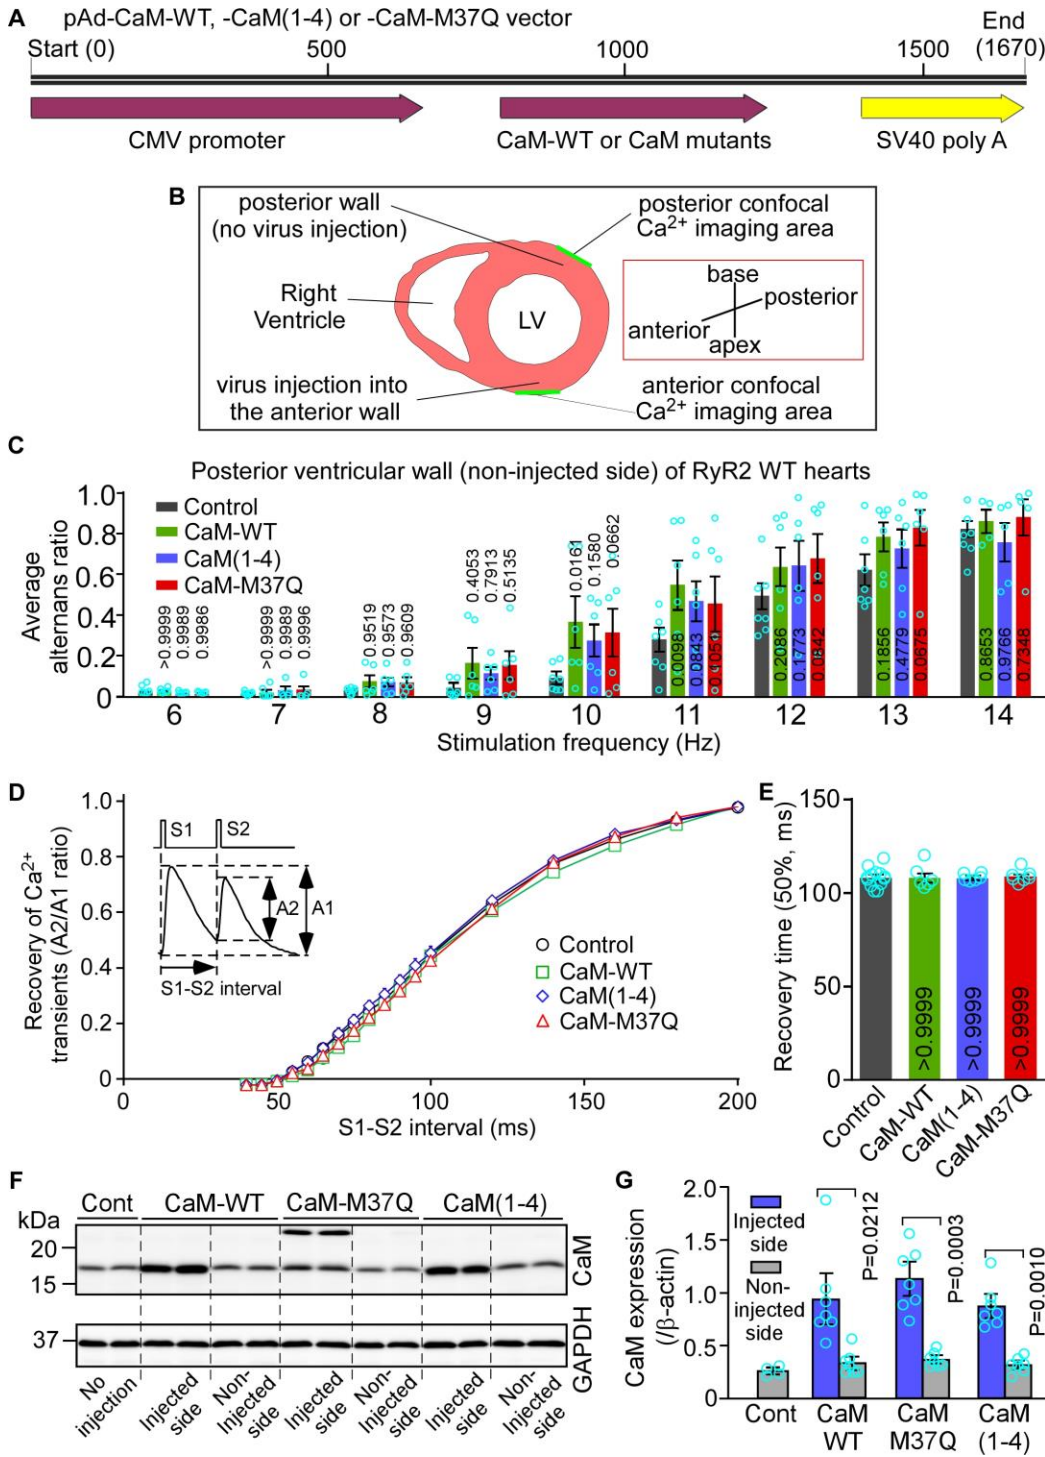 A
pAd-CaM-WT, -CaM(1-4) or -CaM-M37Q vector
Start (0)
500
1000
1500
End
(1670)
CMV promoter
CaM-WT or CaM mutants
SV40 poly A
B
posterior wall
(no virus injection)
posterior confocal
Ca2+ imaging area
Right
Ventricle
LV
base
posterior
anterior
apex
virus injection into
the anterior wall
anterior confocal
Ca2+ imaging area
C
Posterior ventricular wall (non-injected side) of RyR2 WT hearts
Average
alternans ratio
1.0
0.8
0.6
0.4
0.2
0
Control
CaM-WT
CaM(1-4)
CaM-M37Q
>0.9999
0.9989
0.9986
>0.9999
0.9989
0.9996
0.9519
0.9573
0.9609
0.4053
0.7913
0.5135
0.0161
0.1580
0.0662
0.0098
0.0843
0.1053
0.2086
0.1773
0.0842
0.1856
0.4779
0.0675
0.8653
0.9766
0.7348
6 7 8 9 10 11 12 13 14
Stimulation frequency (Hz)
D
Recovery of Ca2+
transients (A2/A1 ratio)
1.0
0.8
0.6
0.4
0.2
0
S1
S2
A2
A1
S1-S2 interval
Control
CaM-WT
CaM(1-4)
CaM-M37Q
0 50 100 150 200
S1-S2 interval (ms)
E
Recovery time (50%, ms)
150
100
50
0
>0.9999
>0.9999
>0.9999
Control
CaM-WT
CaM(1-4)
CaM-M37Q
F
Cont
CaM-WT
CaM-M37Q
CaM(1-4)
kDa
20
15
37
CaM
GAPDH
No
injection
Injected
side
Non-
Injected
side
Injected
side
Non-
Injected
side
Injected
side
Non-
Injected
side
G
CaM expression
(/β-actin)
2.0
1.5
1.0
0.5
0
Injected
side
Non-
injected
side
P=0.0212
P=0.0003
P=0.0010
Cont
CaM
WT
CaM
M37Q
CaM
(1-4)